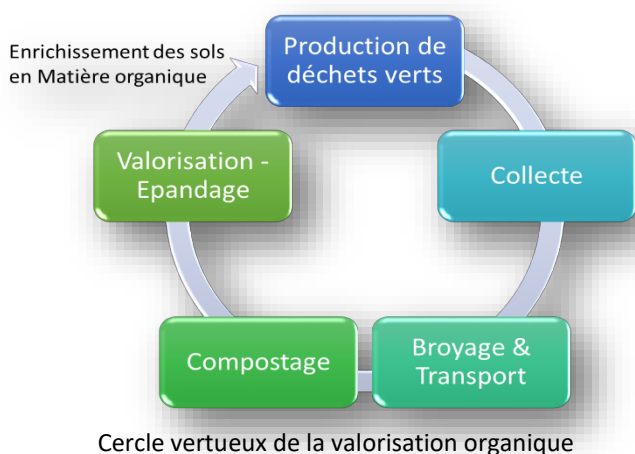 Enrichissement des sols
en Matière organique
Production de
déchets verts
Collecte
Broyage &
Transport
Compostage
Valorisation -
Epandage
Cercle vertueux de la valorisation organique